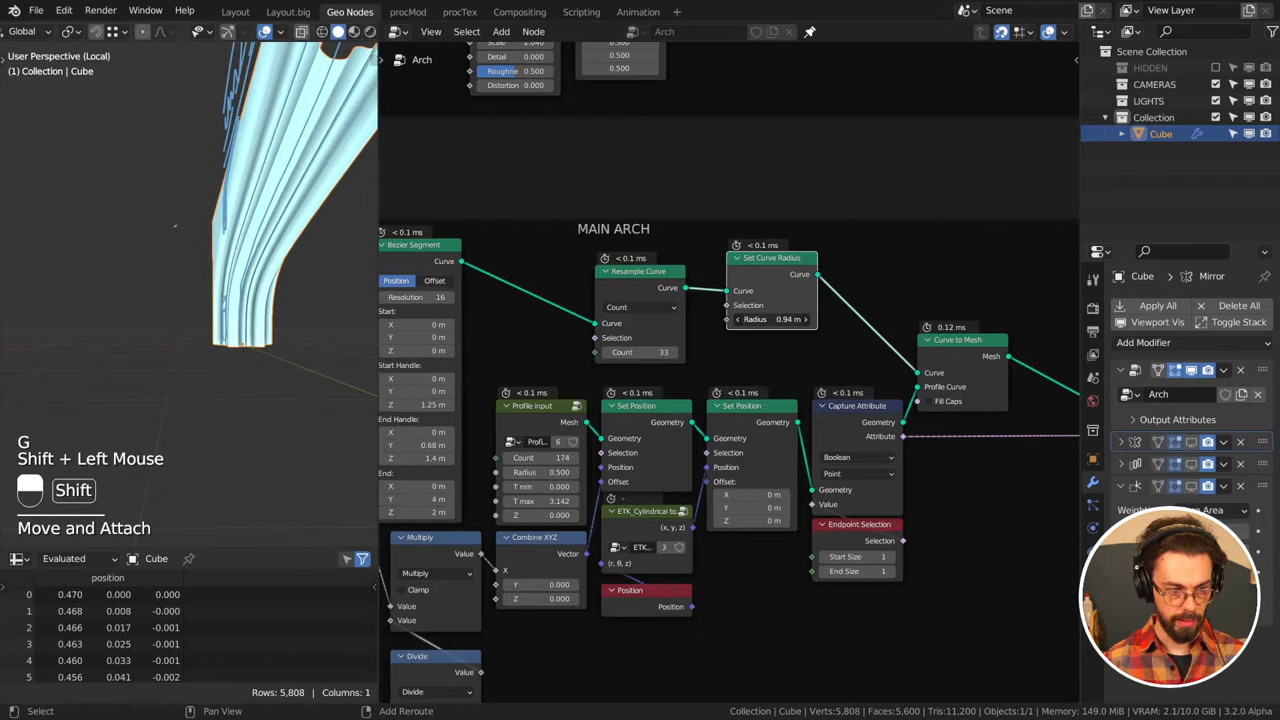 File Edit Window Help Layout Layout.big Geo Nodes procMod procTex Compositing Scripting Animation + Scene View Layer
Global View Select Add Node Arch
User Perspective (Local)
(1) Collection | Cube
Arch
Scale 2.040
Detail 0.000
Roughne 0.500
Distortion 0.000
0.500
0.500
Scene Collection
HIDDEN
CAMERAS
LIGHTS
Collection
Cube
MAIN ARCH
< 0.1 ms
Bezier Segment
Curve
Position Offset
Resolution 16
Start:
X 0 m
Y 0 m
Z 0 m
Start Handle:
X 0 m
Y 0 m
Z 1.25 m
End Handle:
X 0 m
Y 0.68 m
Z 1.4 m
End:
X 0 m
Y 4 m
Z 2 m
< 0.1 ms
Resample Curve
Curve
Count
Curve
Selection
Count 33
< 0.1 ms
Set Curve Radius
Curve
Curve
Selection
Radius 0.94 m
0.12 ms
Curve to Mesh
Mesh
Curve
Profile Curve
Fill Caps
< 0.1 ms
Profile input
Mesh
Profi... 6
Count 174
Radius 0.500
T min 0.000
T max 3.142
Z 0.000
< 0.1 ms
Set Position
Geometry
Geometry
Selection
Position
Offset
< 0.1 ms
Set Position
Geometry
Geometry
Selection
Position
Offset:
X 0 m
Y 0 m
Z 0 m
< 0.1 ms
Capture Attribute
Geometry
Attribute
Boolean
Point
Geometry
Value
Endpoint Selection
Selection
Start Size 1
End Size 1
ETK_Cylindrical to...
(x, y, z)
ETK... 3
(r, θ, z)
Position
Position
Multiply
Value
Multiply
Clamp
Value
Value
Combine XYZ
Vector
X
Y 0.000
Z 0.000
Divide
Value
Divide
G
Shift + Left Mouse
Shift
Move and Attach
Evaluated Cube
position
0 0.470 0.000 0.000
1 0.468 0.008 -0.000
2 0.466 0.017 -0.001
3 0.463 0.025 -0.001
4 0.460 0.033 -0.001
5 0.456 0.041 -0.002
Rows: 5,808 | Columns: 1
Cube Mirror
Apply All Delete All
Viewport Vis Toggle Stack
Add Modifier
Arch
Output Attributes
Select Pan View Add Reroute Collection | Cube | Verts:5,808 | Faces:5,600 | Tris:11,200 | Objects:1/1 | Memory: 149.0 MiB | VRAM: 2.1/10.0 GiB | 3.2.0 Alpha